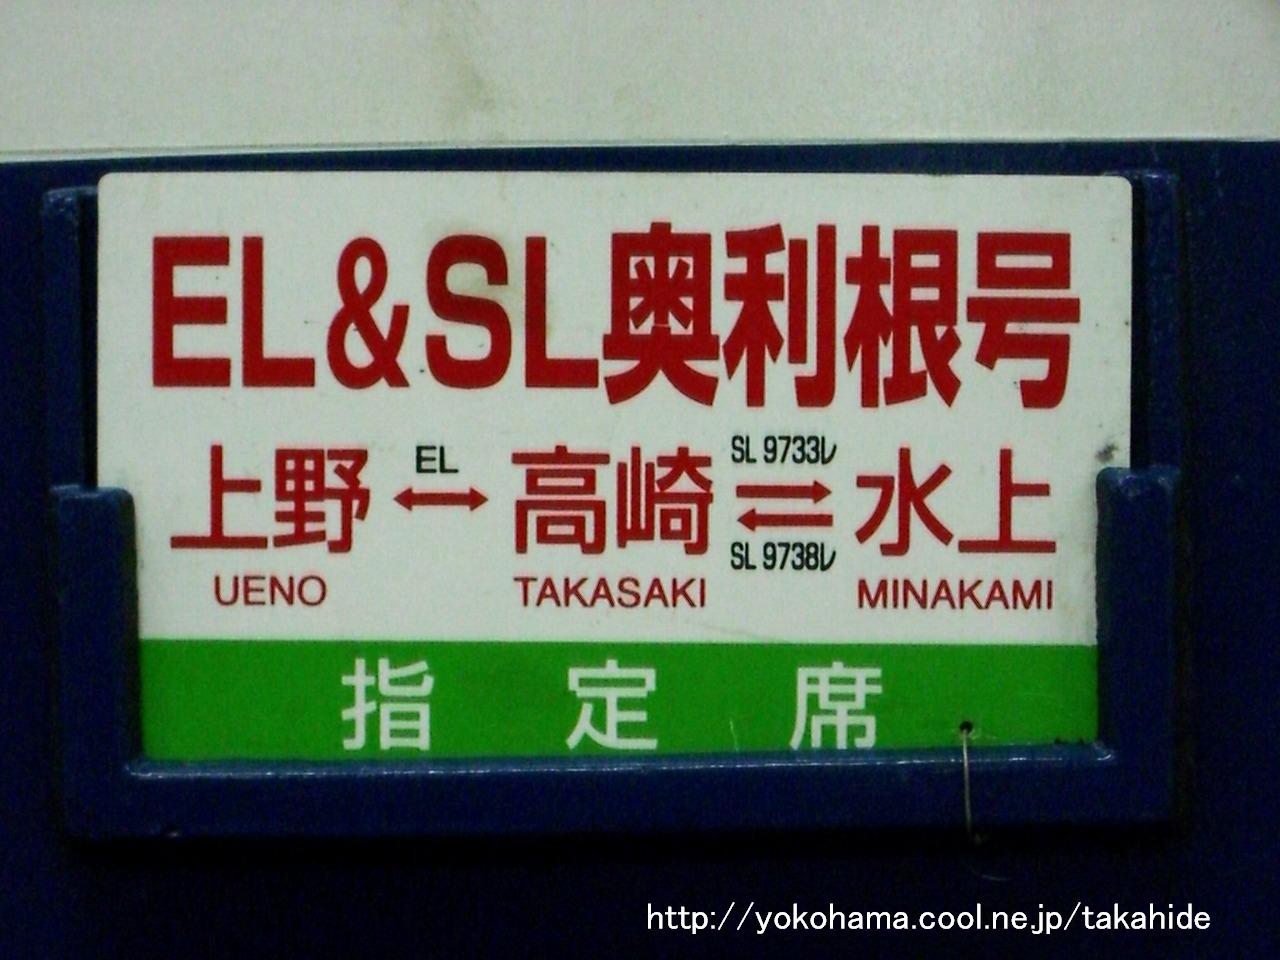 EL&SL奥利根号
上野 EL ↔ 高崎 SL 9733レ ⇄ SL 9738レ 水上
UENO TAKASAKI MINAKAMI
指定席
http://yokohama.cool.ne.jp/takahide